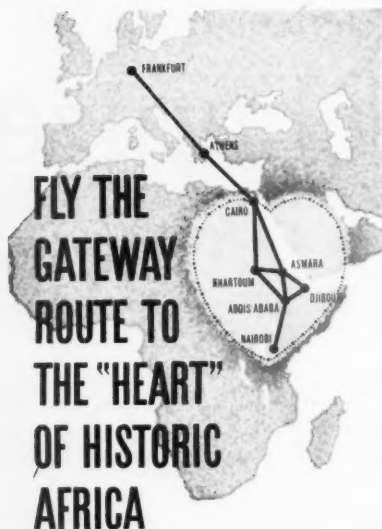 FRANKFURT
ATHENS
FLY THE
GATEWAY
ROUTE TO
THE "HEART"
OF HISTORIC
AFRICA
CAIRO
KHARTOUM
ASMARA
ADDIS ABABA
DJIBOUTI
NAIROBI